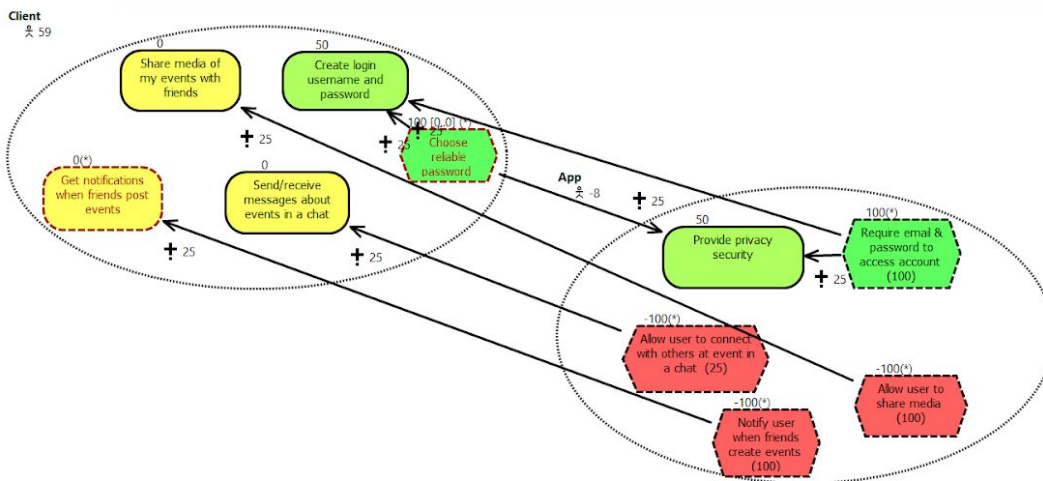 Client
59
0
Share media of
my events with
friends
50
Create login
username and
password
25
100 [0,0] (*)
25
25
Choose
reliable
password
0(*)
Get notifications
when friends post
events
0
Send/receive
messages about
events in a chat
25
25
App
-8
25
50
Provide privacy
security
100(*)
Require email &
password to
access account
(100)
25
-100(*)
Allow user to connect
with others at event in
a chat (25)
-100(*)
Allow user to
share media
(100)
-100(*)
Notify user
when friends
create events
(100)